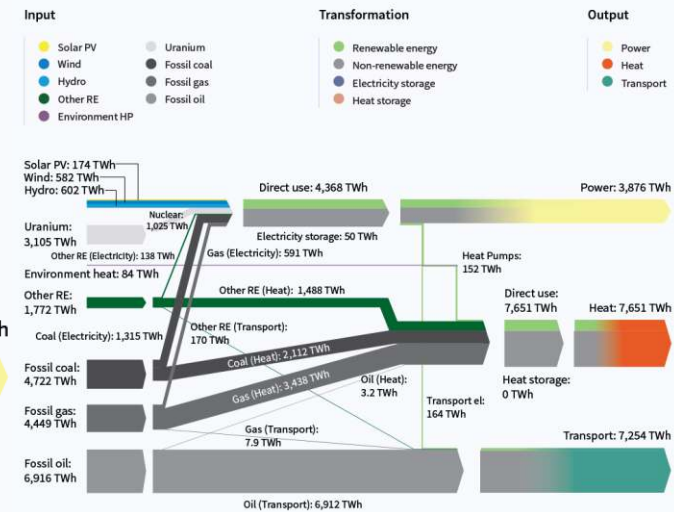 Input
Solar PV
Wind
Hydro
Other RE
Environment HP
Uranium
Fossil coal
Fossil gas
Fossil oil
Transformation
Renewable energy
Non-renewable energy
Electricity storage
Heat storage
Output
Power
Heat
Transport
Solar PV: 174 TWh
Wind: 582 TWh
Hydro: 602 TWh
Direct use: 4,368 TWh
Power: 3,876 TWh
Nuclear:
1,025 TWh
Uranium:
3,105 TWh
Electricity storage: 50 TWh
Other RE (Electricity): 138 TWh
Gas (Electricity): 591 TWh
Heat Pumps:
152 TWh
Environment heat: 84 TWh
Other RE:
1,772 TWh
Other RE (Heat): 1,488 TWh
Direct use:
7,651 TWh
Heat: 7,651 TWh
Coal (Electricity): 1,315 TWh
Other RE (Transport):
170 TWh
h
Fossil coal:
4,722 TWh
Coal (Heat): 2,112 TWh
Oil (Heat):
3.2 TWh
Heat storage:
0 TWh
Fossil gas:
4,449 TWh
Gas (Heat): 3,438 TWh
Transport el:
164 TWh
Gas (Transport):
7.9 TWh
Transport: 7,254 TWh
Fossil oil:
6,916 TWh
Oil (Transport): 6,912 TWh